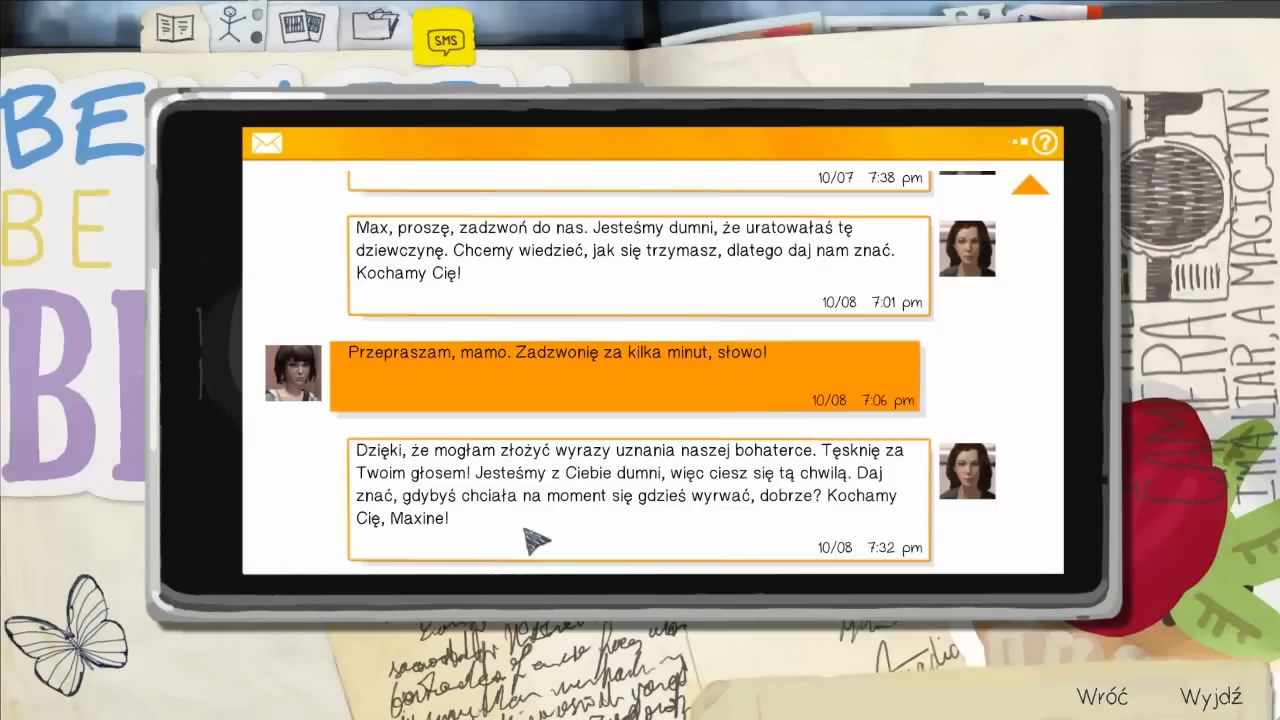 SMS
BE
BE
10/07 7:38 pm
Max, proszę, zadzwoń do nas. Jesteśmy dumni, że uratowałaś tę
dziewczynę. Chcemy wiedzieć, jak się trzymasz, dlatego daj nam znać.
Kochamy Cię!
10/08 7:01 pm
Przepraszam, mamo. Zadzwonię za kilka minut, słowo!
10/08 7:06 pm
Dzięki, że mogłam złożyć wyrazy uznania naszej bohaterce. Tęsknię za
Twoim głosem! Jesteśmy z Ciebie dumni, więc ciesz się tą chwilą. Daj
znać, gdybyś chciała na moment się gdzieś wyrwać, dobrze? Kochamy
Cię, Maxine!
10/08 7:32 pm
A MAGICIAN
Wróć Wyjdź